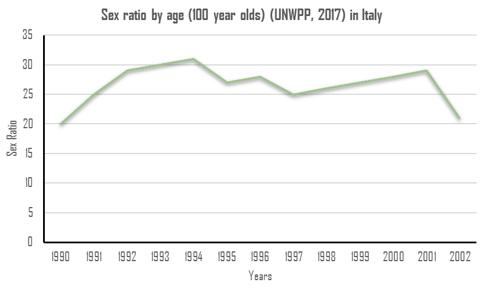 Sex ratio by age (100 year olds) (UNWPP, 2017) in Italy
35
30
25
20
15
10
5
0
Sex Ratio
1990 1991 1992 1993 1994 1995 1996 1997 1998 1999 2000 2001 2002
Years